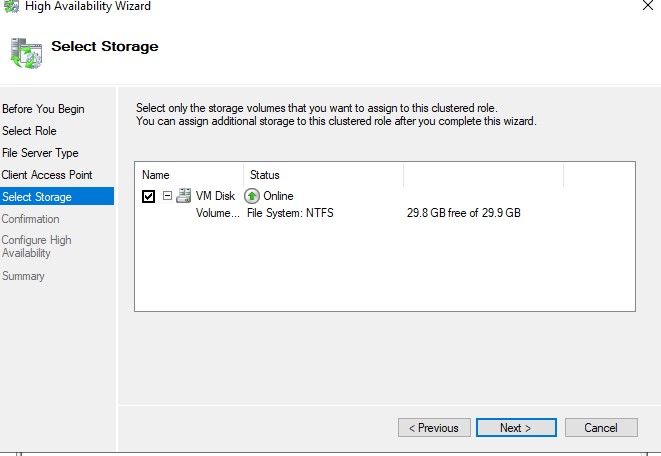 High Availability Wizard
Select Storage
Before You Begin
Select Role
File Server Type
Client Access Point
Select Storage
Confirmation
Configure High
Availability
Summary
Select only the storage volumes that you want to assign to this clustered role.
You can assign additional storage to this clustered role after you complete this wizard.
Name Status
VM Disk Online
Volume... File System: NTFS 29.8 GB free of 29.9 GB
< Previous Next > Cancel